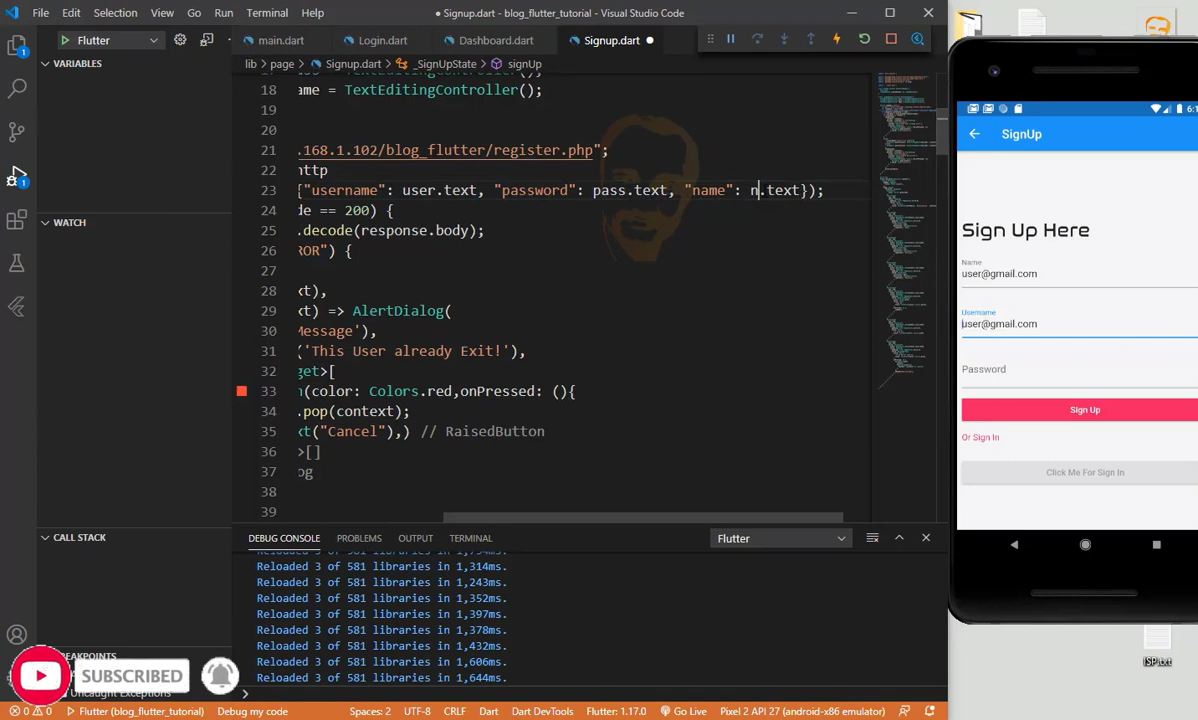 File Edit Selection View Go Run Terminal Help
● Signup.dart - blog_flutter_tutorial - Visual Studio Code
Flutter
main.dart Login.dart Dashboard.dart Signup.dart
VARIABLES
lib > page > Signup.dart > _SignUpState > signUp
18 ame = TextEditingController();
19
20
21 .168.1.102/blog_flutter/register.php";
22 http
23 {"username": user.text, "password": pass.text, "name": n.text});
24 de == 200) {
25 .decode(response.body);
26 ROR") {
27
28 xt),
29 xt) => AlertDialog(
30 Message'),
31 ('This User already Exit!'),
32 get>[
33 n(color: Colors.red,onPressed: (){
34 .pop(context);
35 xt("Cancel"),) // RaisedButton
36 >[]
37 og
38
39
WATCH
CALL STACK
BREAKPOINTS
Uncaught Exceptions
DEBUG CONSOLE PROBLEMS OUTPUT TERMINAL
Flutter
Reloaded 3 of 581 libraries in 1,314ms.
Reloaded 3 of 581 libraries in 1,243ms.
Reloaded 3 of 581 libraries in 1,352ms.
Reloaded 3 of 581 libraries in 1,397ms.
Reloaded 3 of 581 libraries in 1,378ms.
Reloaded 3 of 581 libraries in 1,432ms.
Reloaded 3 of 581 libraries in 1,606ms.
Reloaded 3 of 581 libraries in 1,644ms.
SUBSCRIBED
0 0 Flutter (blog_flutter_tutorial) Debug my code
Spaces: 2 UTF-8 CRLF Dart Dart DevTools Flutter: 1.17.0 Go Live Pixel 2 API 27 (android-x86 emulator)
SignUp
Sign Up Here
Name
user@gmail.com
Username
user@gmail.com
Password
Sign Up
Or Sign In
Click Me For Sign In
ISP.txt